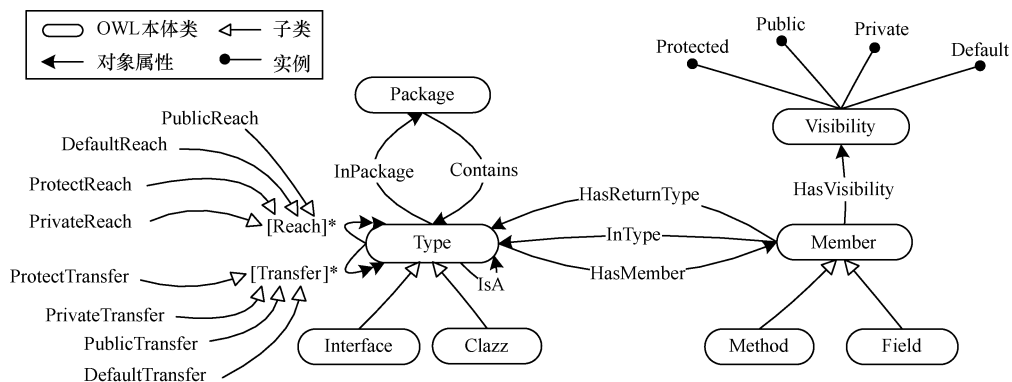 OWL本体类
子类
对象属性
实例
Public
Private
Protected
Default
Package
Visibility
PublicReach
DefaultReach
InPackage
Contains
ProtectReach
HasVisibility
HasReturnType
PrivateReach
[Reach]*
Type
InType
Member
ProtectTransfer
[Transfer]*
HasMember
IsA
PrivateTransfer
PublicTransfer
Interface
Clazz
Method
Field
DefaultTransfer